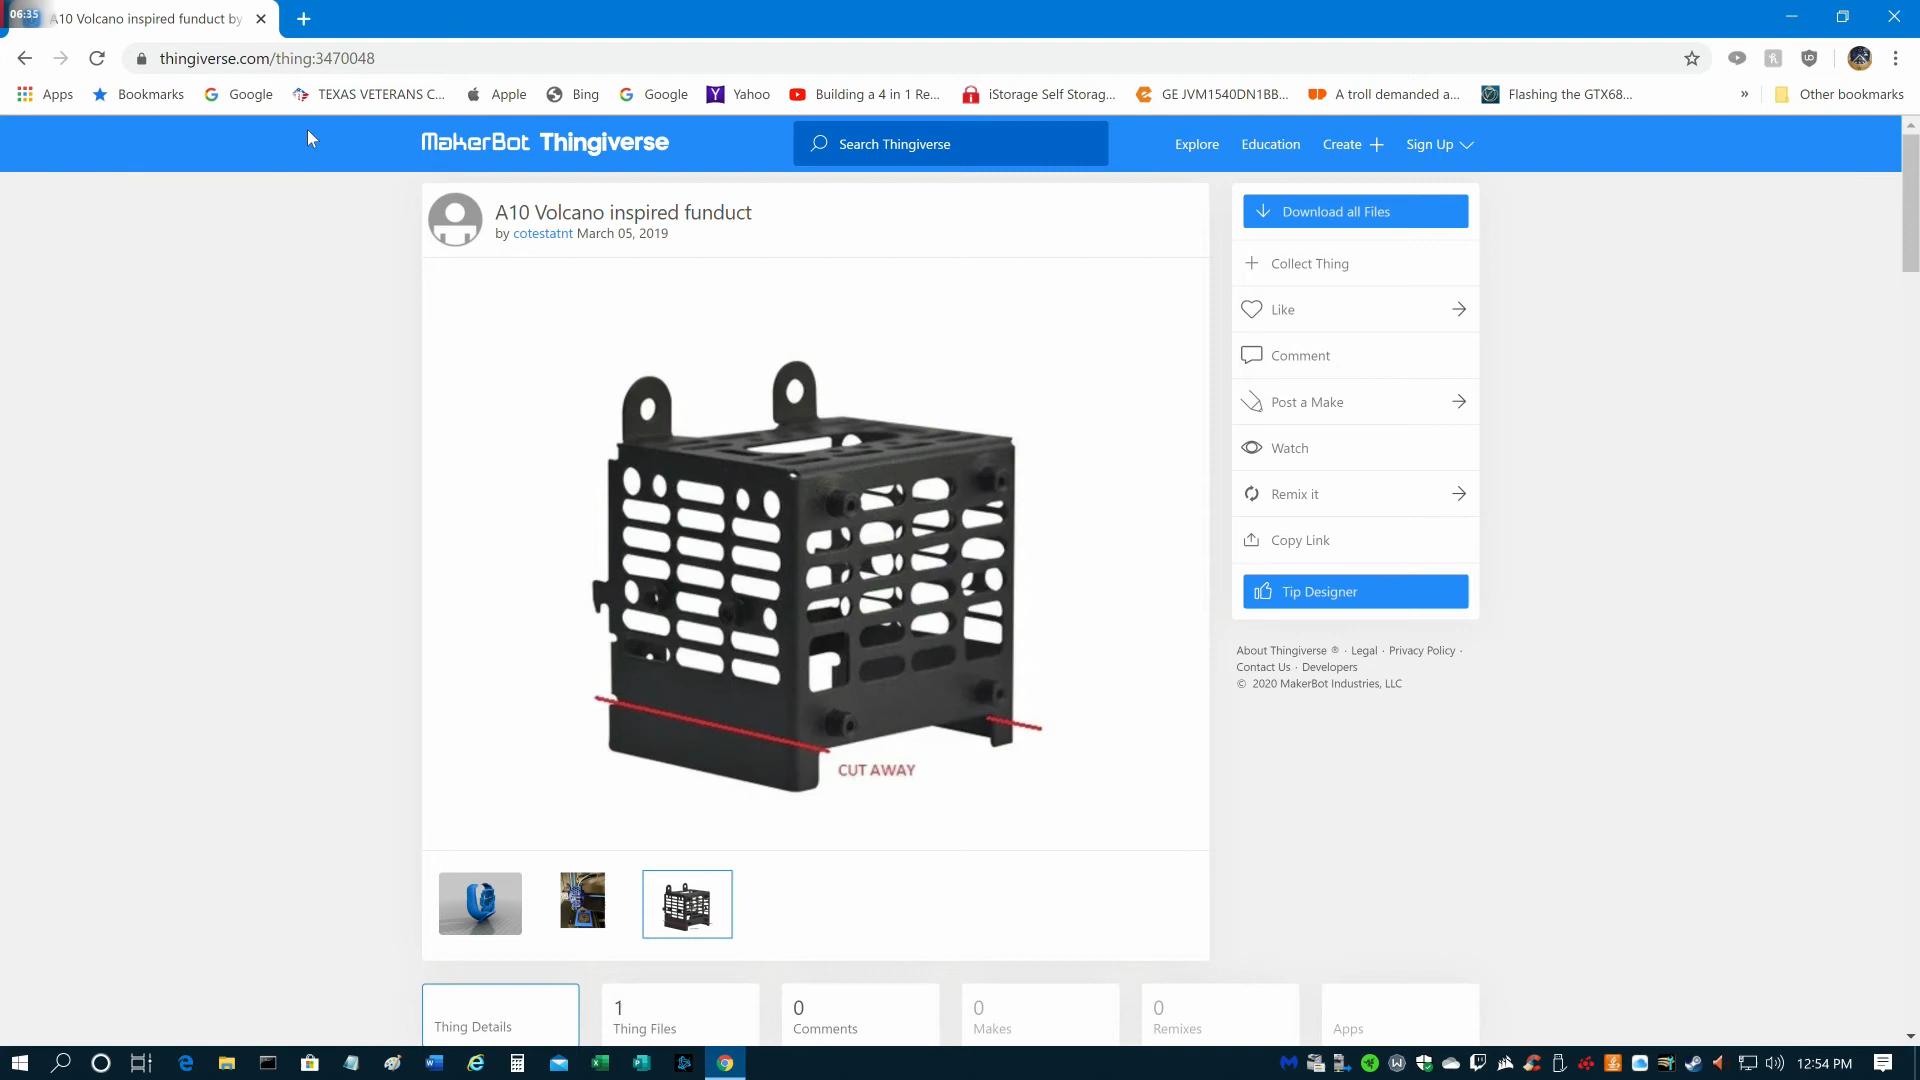 06:35
A10 Volcano inspired funduct by
thingiverse.com/thing:3470048
Apps
Bookmarks
Google
TEXAS VETERANS C...
Apple
Bing
Google
Yahoo
Building a 4 in 1 Re...
iStorage Self Storag...
GE JVM1540DN1BB...
A troll demanded a...
Flashing the GTX68...
»
Other bookmarks
MakerBot Thingiverse
Search Thingiverse
Explore
Education
Create
Sign Up
A10 Volcano inspired funduct
by cotestatnt March 05, 2019
CUT AWAY
Download all Files
Collect Thing
Like
Comment
Post a Make
Watch
Remix it
Copy Link
Tip Designer
About Thingiverse ® · Legal · Privacy Policy ·
Contact Us · Developers
© 2020 MakerBot Industries, LLC
Thing Details
1
Thing Files
0
Comments
0
Makes
0
Remixes
Apps
12:54 PM